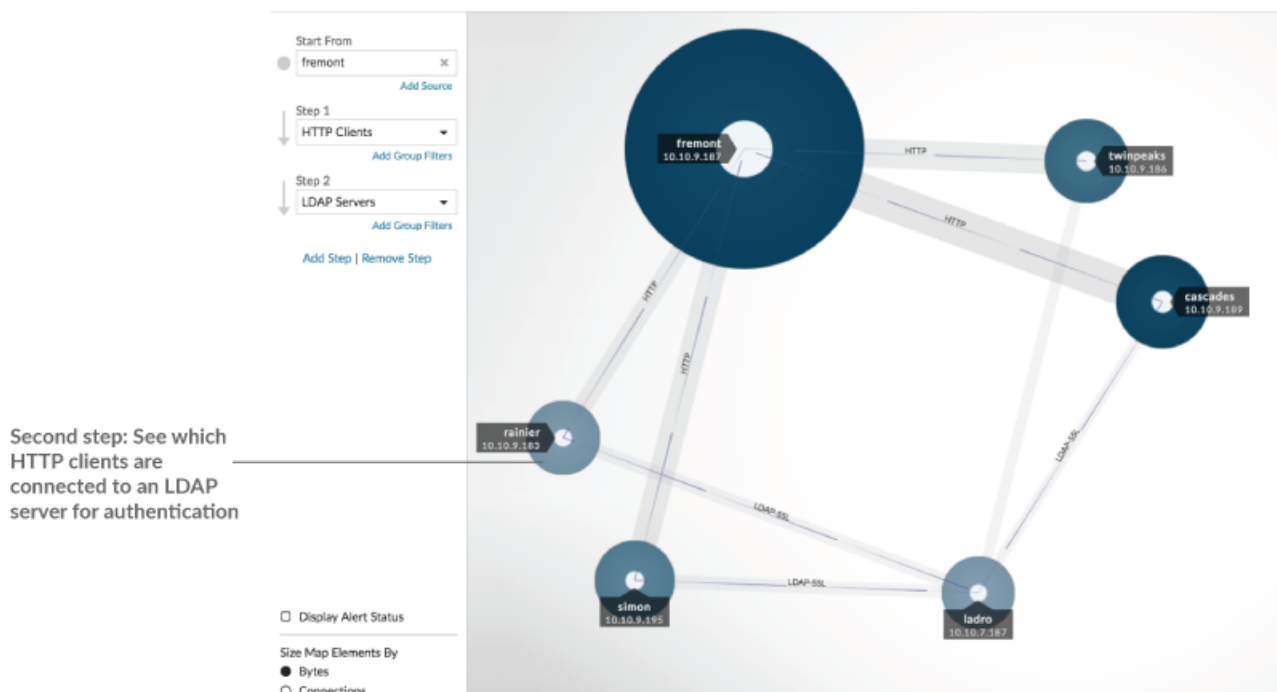 Start From
fremont
Add Source
Step 1
HTTP Clients
Add Group Filters
Step 2
LDAP Servers
Add Group Filters
Add Step | Remove Step
Second step: See which
HTTP clients are
connected to an LDAP
server for authentication
Display Alert Status
Size Map Elements By
Bytes
Connections
fremont
10.10.9.187
HTTP
twinpeaks
10.10.9.186
HTTP
cascades
10.10.9.189
HTTP
HTTP
rainier
10.10.9.183
LDAP-SSL
LDAP-SSL
simon
10.10.9.195
LDAP-SSL
ladro
10.10.7.187